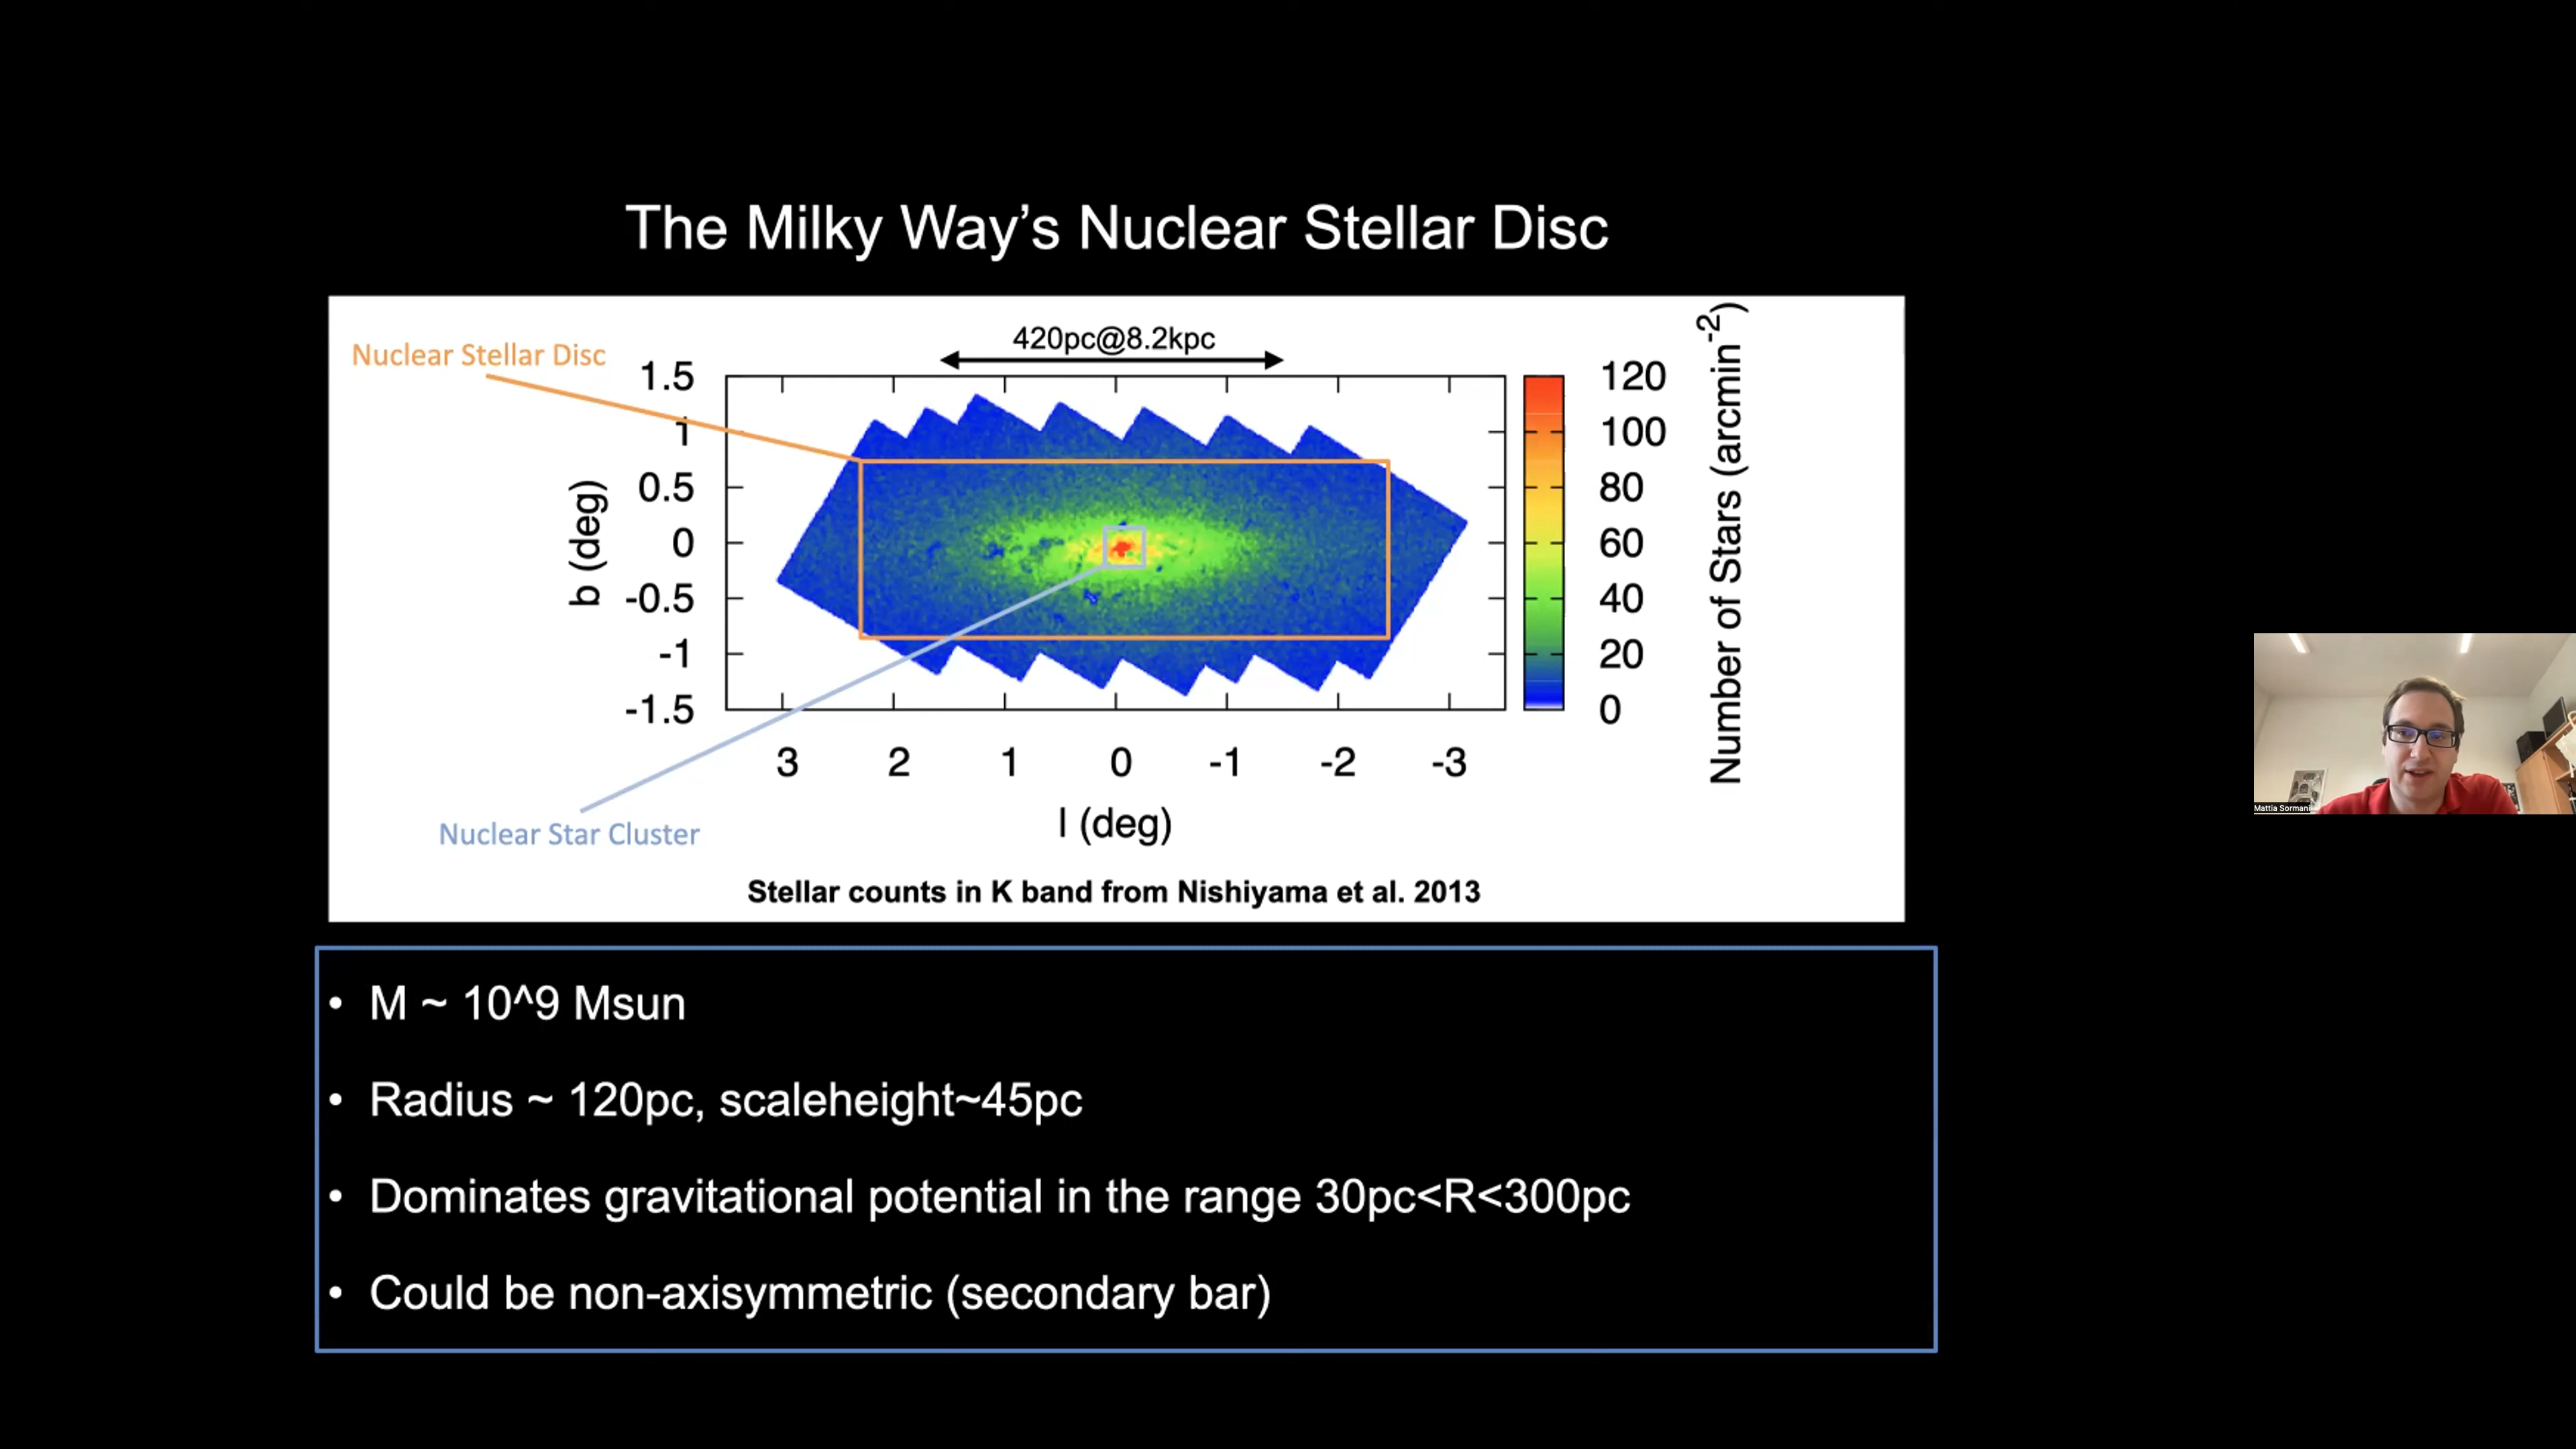 The Milky Way’s Nuclear Stellar Disc
Nuclear Stellar Disc
420pc@8.2kpc
1.5
1
0.5
0
-0.5
-1
-1.5
b (deg)
3 2 1 0 -1 -2 -3
l (deg)
120
100
80
60
40
20
0
Number of Stars (arcmin-2)
Nuclear Star Cluster
Stellar counts in K band from Nishiyama et al. 2013
• M ~ 10^9 Msun
• Radius ~ 120pc, scaleheight~45pc
• Dominates gravitational potential in the range 30pc<R<300pc
• Could be non-axisymmetric (secondary bar)
Mattia Sormani